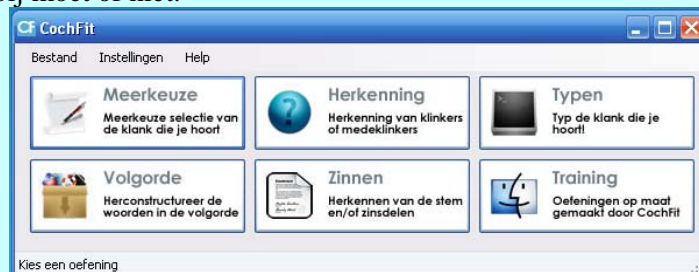 CF CochFit
Bestand Instellingen Help
Meerkeuze
Meerkeuze selectie van
de klank die je hoort
Herkenning
Herkenning van klinkers
of medeklinkers
Typen
Typ de klank die je
hoort!
Volgorde
Herconstructureer de
woorden in de volgorde
Zinnen
Herkennen van de stem
en/of zinsdelen
Training
Oefeningen op maat
gemaakt door CochFit
Kies een oefening